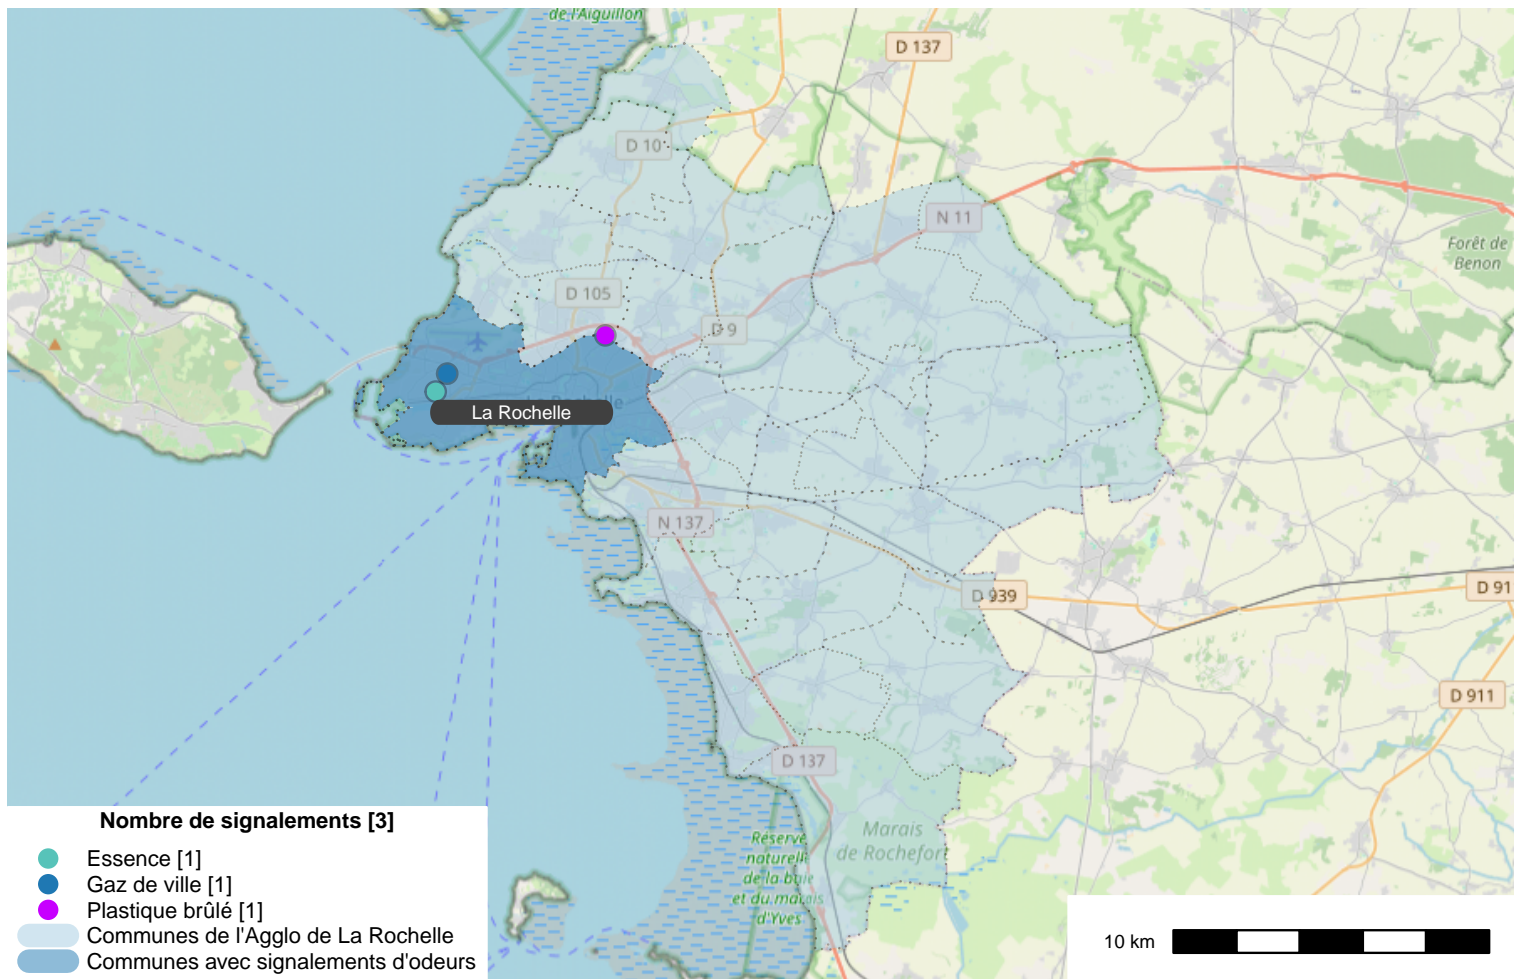 de l'Aiguillon
D 137
D 10
N 11
Forêt de
Benon
D 105
D 9
La Rochelle
N 137
D 939
D 91
D 911
D 137
Marais
de Rochefort
Réserve
naturell
de la baie
et du marais
d'Yves
Nombre de signalements [3]
Essence [1]
Gaz de ville [1]
Plastique brûlé [1]
Communes de l'Agglo de La Rochelle
Communes avec signalements d'odeurs
10 km